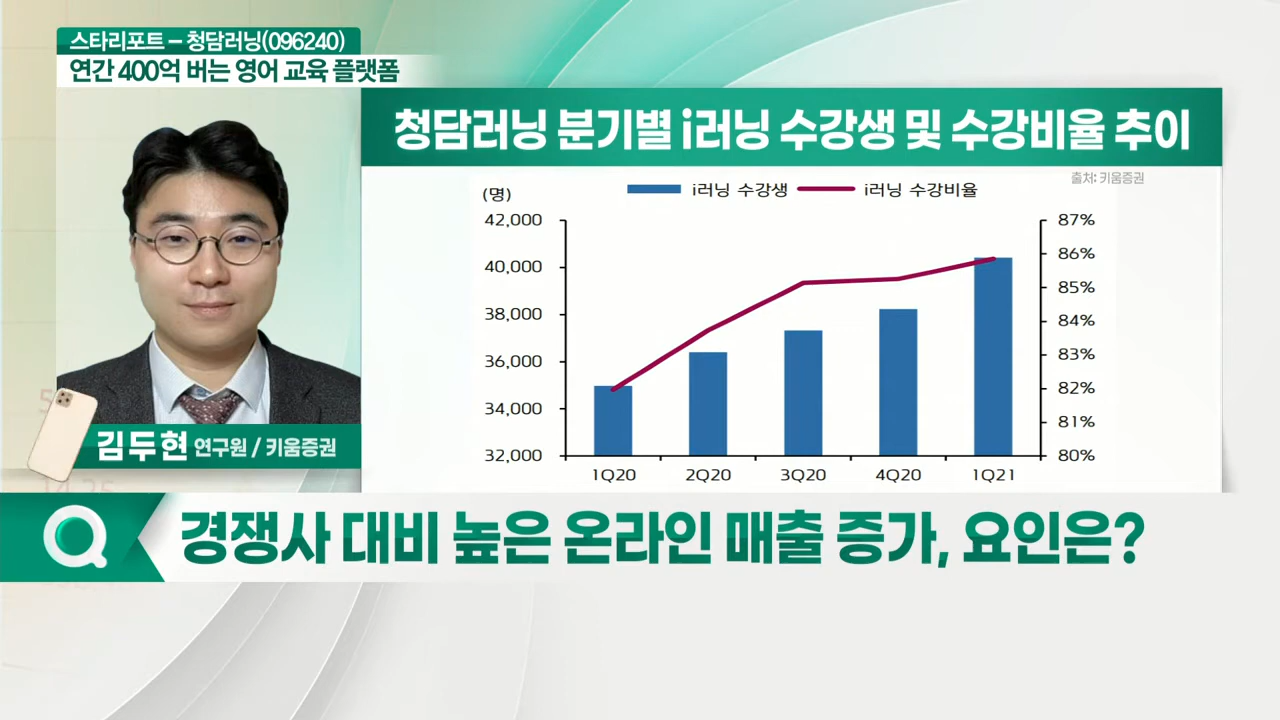 스타리포트 – 청담러닝(096240)
연간 400억 버는 영어 교육 플랫폼
청담러닝 분기별 i러닝 수강생 및 수강비율 추이
출처: 키움증권
(명)
i러닝 수강생
i러닝 수강비율
42,000
40,000
38,000
36,000
34,000
32,000
87%
86%
85%
84%
83%
82%
81%
80%
1Q20 2Q20 3Q20 4Q20 1Q21
김두현 연구원 / 키움증권
경쟁사 대비 높은 온라인 매출 증가, 요인은?